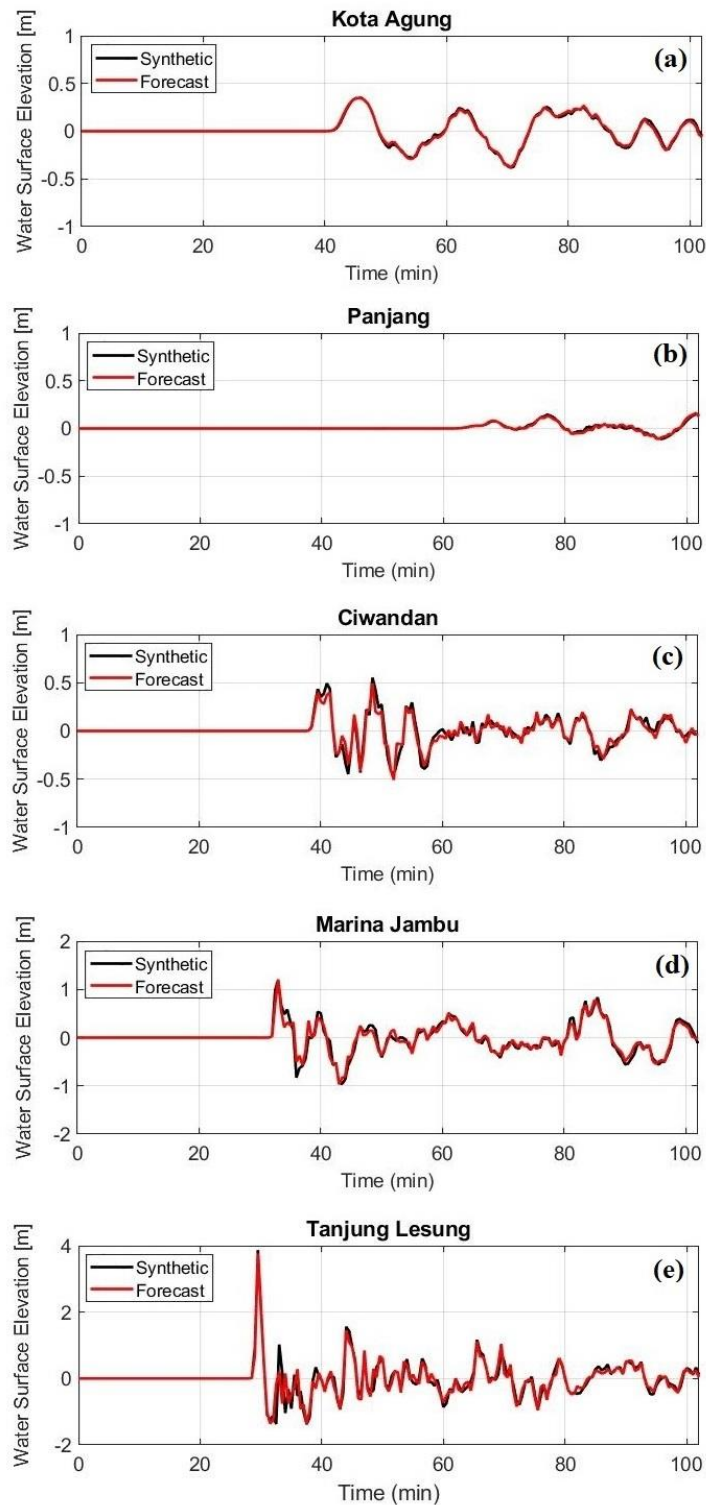 Kota Agung
(a)
Synthetic
Forecast
Water Surface Elevation [m]
1
0.5
0
-0.5
-1
0 20 40 60 80 100
Time (min)
Panjang
(b)
Synthetic
Forecast
Water Surface Elevation [m]
1
0.5
0
-0.5
-1
0 20 40 60 80 100
Time (min)
Ciwandan
(c)
Synthetic
Forecast
Water Surface Elevation [m]
1
0.5
0
-0.5
-1
0 20 40 60 80 100
Time (min)
Marina Jambu
(d)
Synthetic
Forecast
Water Surface Elevation [m]
2
1
0
-1
-2
0 20 40 60 80 100
Time (min)
Tanjung Lesung
(e)
Synthetic
Forecast
Water Surface Elevation [m]
4
2
0
-2
0 20 40 60 80 100
Time (min)